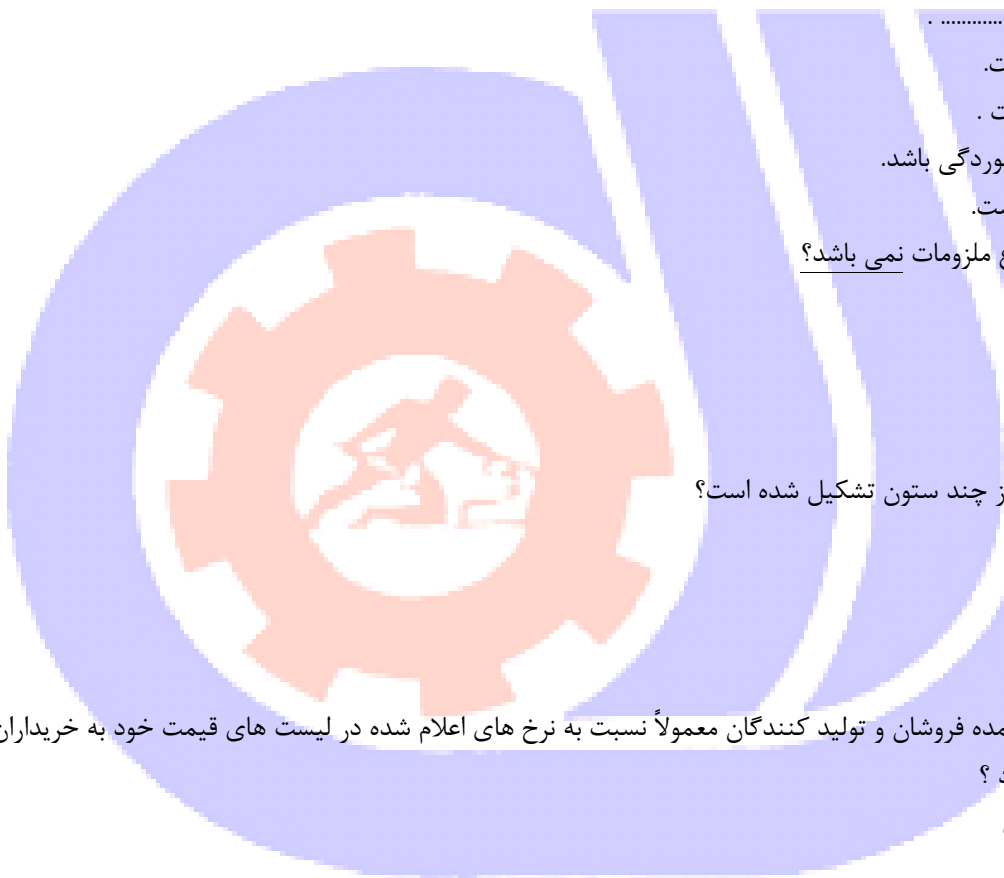 ............ .
ت.
ت .
وردگی باشد.
ست.
ملزومات نمی باشد؟
ز چند ستون تشکیل شده است؟
مده فروشان و تولید کنندگان معمولاً نسبت به نرخ های اعلام شده در لیست های قیمت خود به خریداران
د ؟